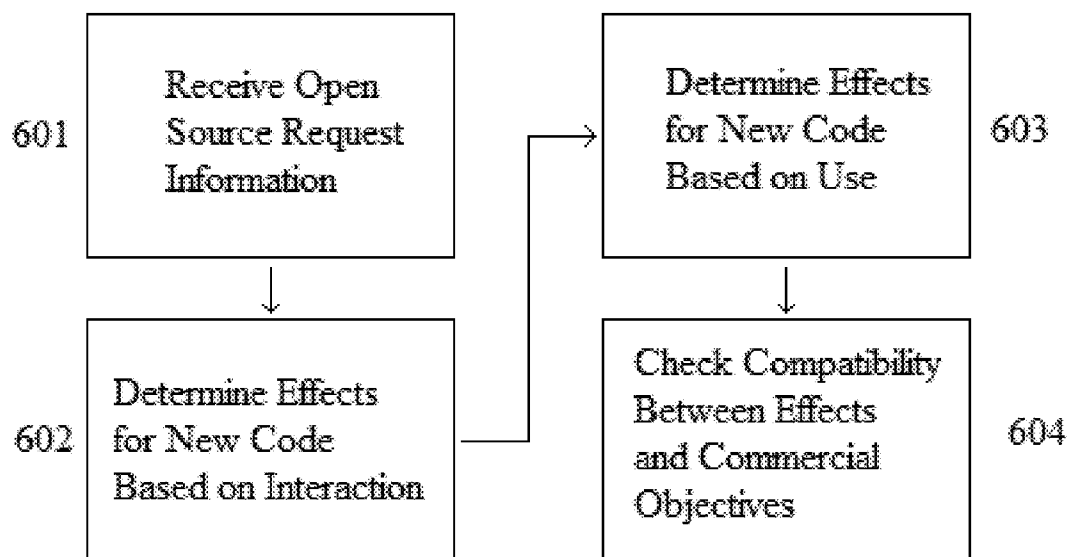 601
Receive Open
Source Request
Information
602
Determine Effects
for New Code
Based on Interaction
603
Determine Effects
for New Code
Based on Use
604
Check Compatibility
Between Effects
and Commercial
Objectives